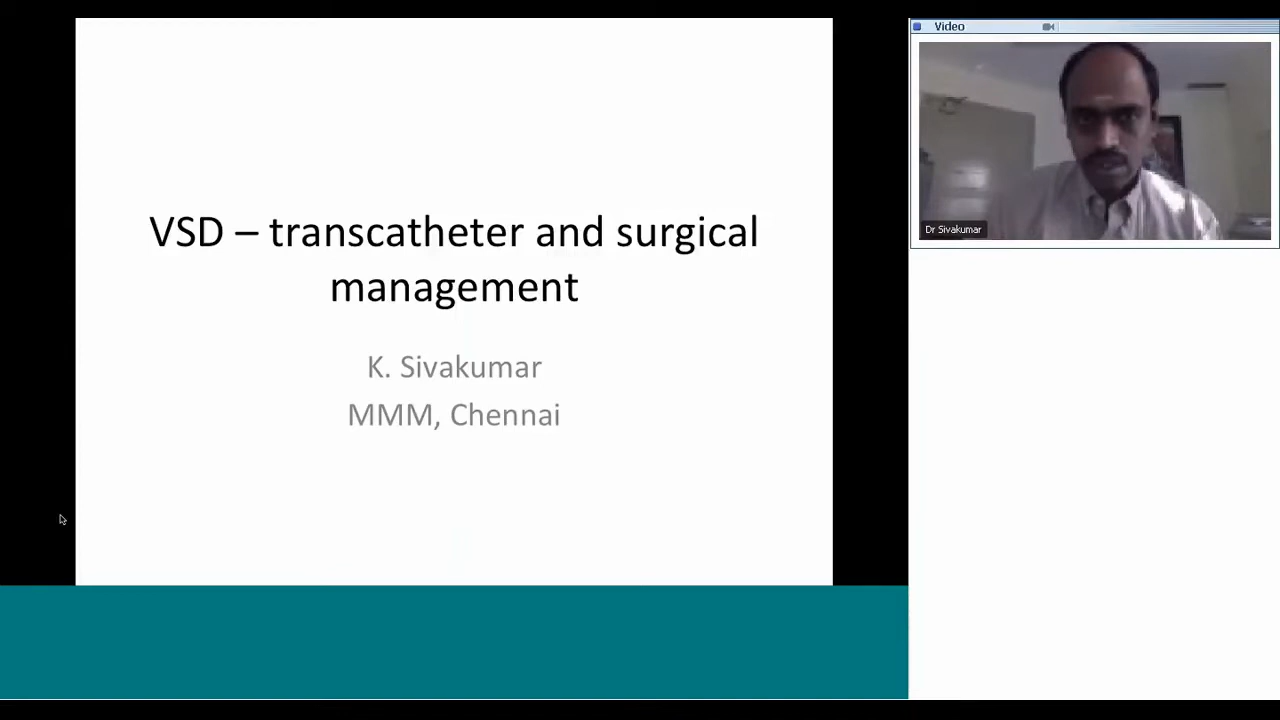 VSD – transcatheter and surgical
management
K. Sivakumar
MMM, Chennai
Video
Dr Sivakumar